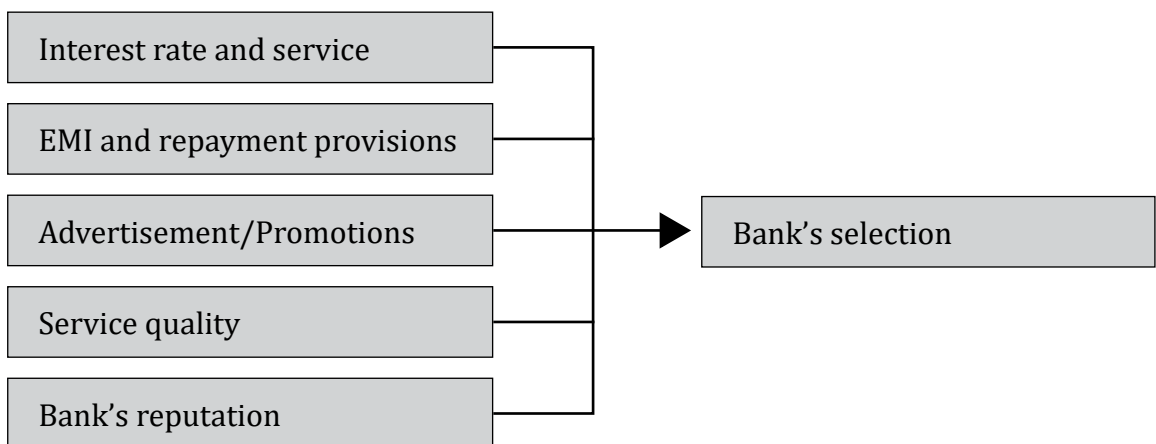 Interest rate and service
EMI and repayment provisions
Advertisement/Promotions
Bank’s selection
Service quality
Bank’s reputation